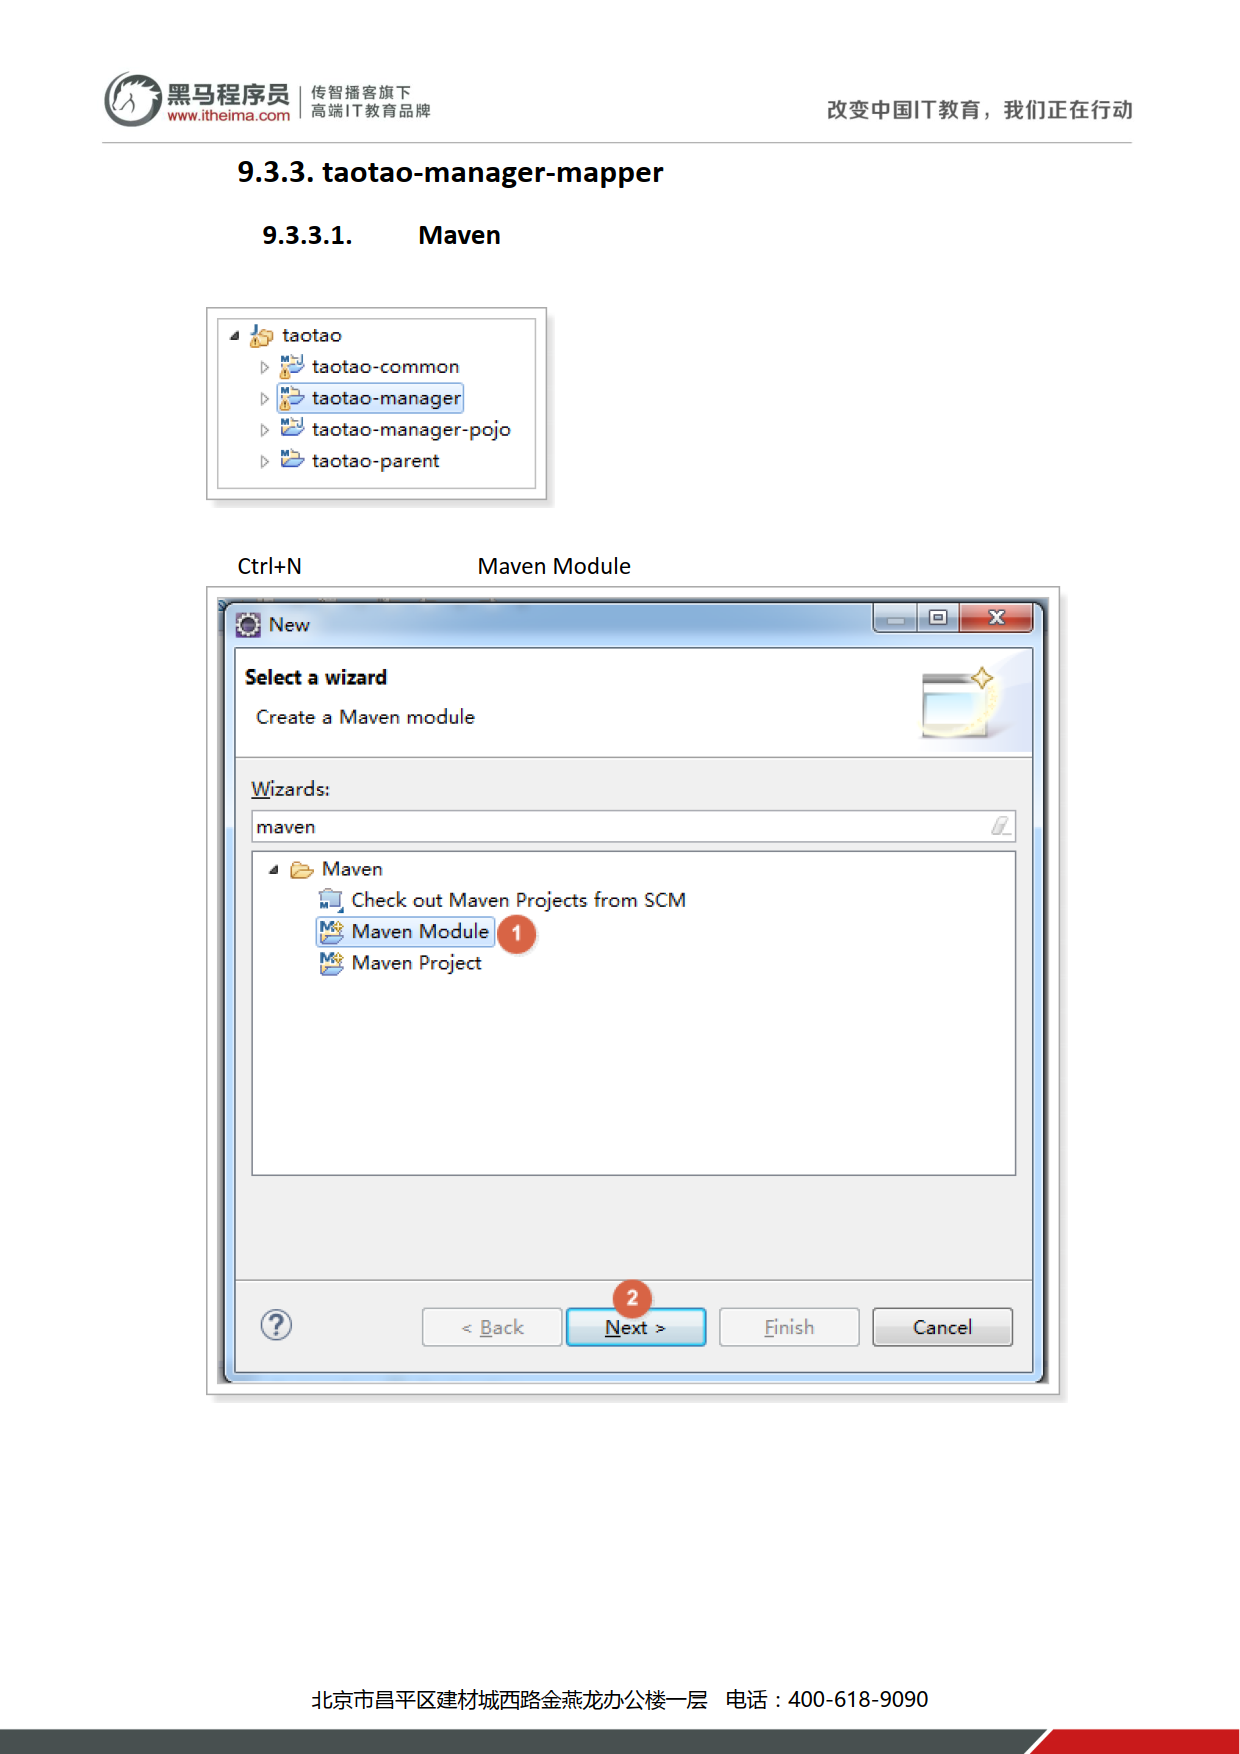 黑马程序员
www.itheima.com
传智播客旗下
高端IT教育品牌
改变中国IT教育，我们正在行动
9.3.3. taotao-manager-mapper
9.3.3.1. Maven
taotao
taotao-common
taotao-manager
taotao-manager-pojo
taotao-parent
Ctrl+N Maven Module
New
Select a wizard
Create a Maven module
Wizards:
maven
Maven
Check out Maven Projects from SCM
Maven Module 1
Maven Project
2
? < Back Next > Finish Cancel
北京市昌平区建材城西路金燕龙办公楼一层 电话：400-618-9090